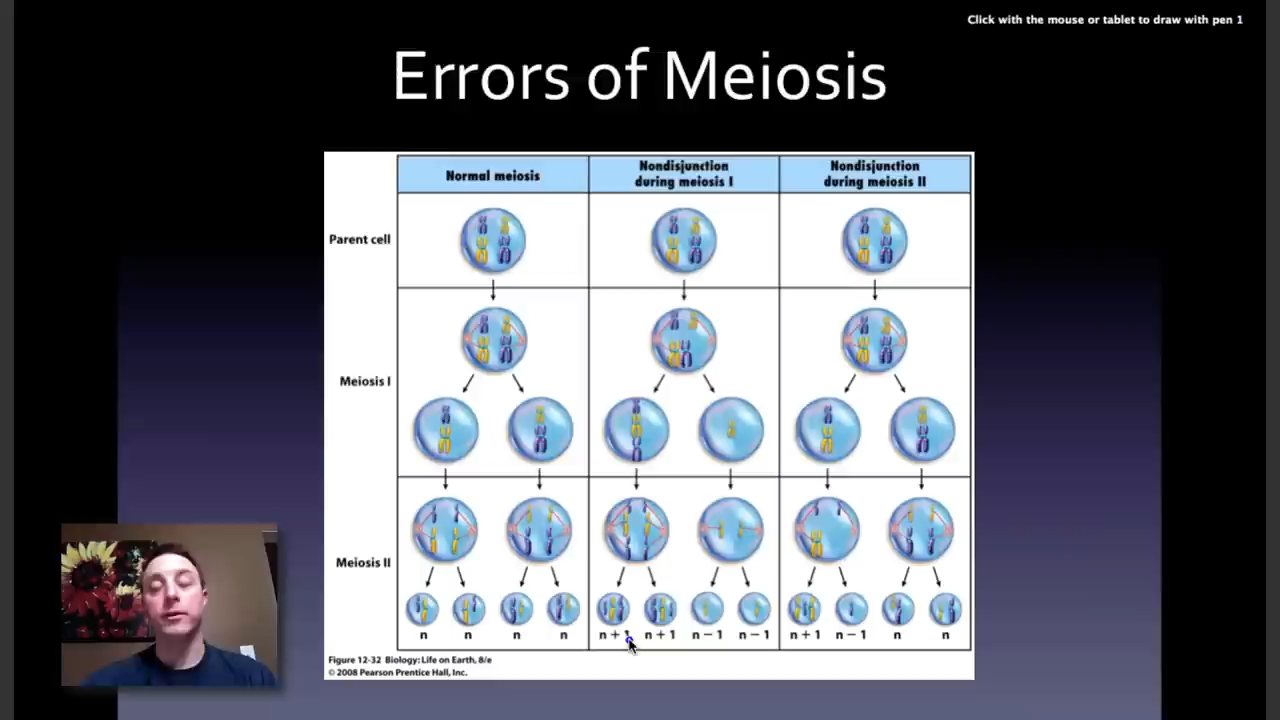 Click with the mouse or tablet to draw with pen 1
Errors of Meiosis
Normal meiosis
Nondisjunction
during meiosis I
Nondisjunction
during meiosis II
Parent cell
Meiosis I
Meiosis II
n n n n n + 1 n + 1 n − 1 n − 1 n + 1 n − 1 n n
Figure 12-32 Biology: Life on Earth, 8/e
© 2008 Pearson Prentice Hall, Inc.